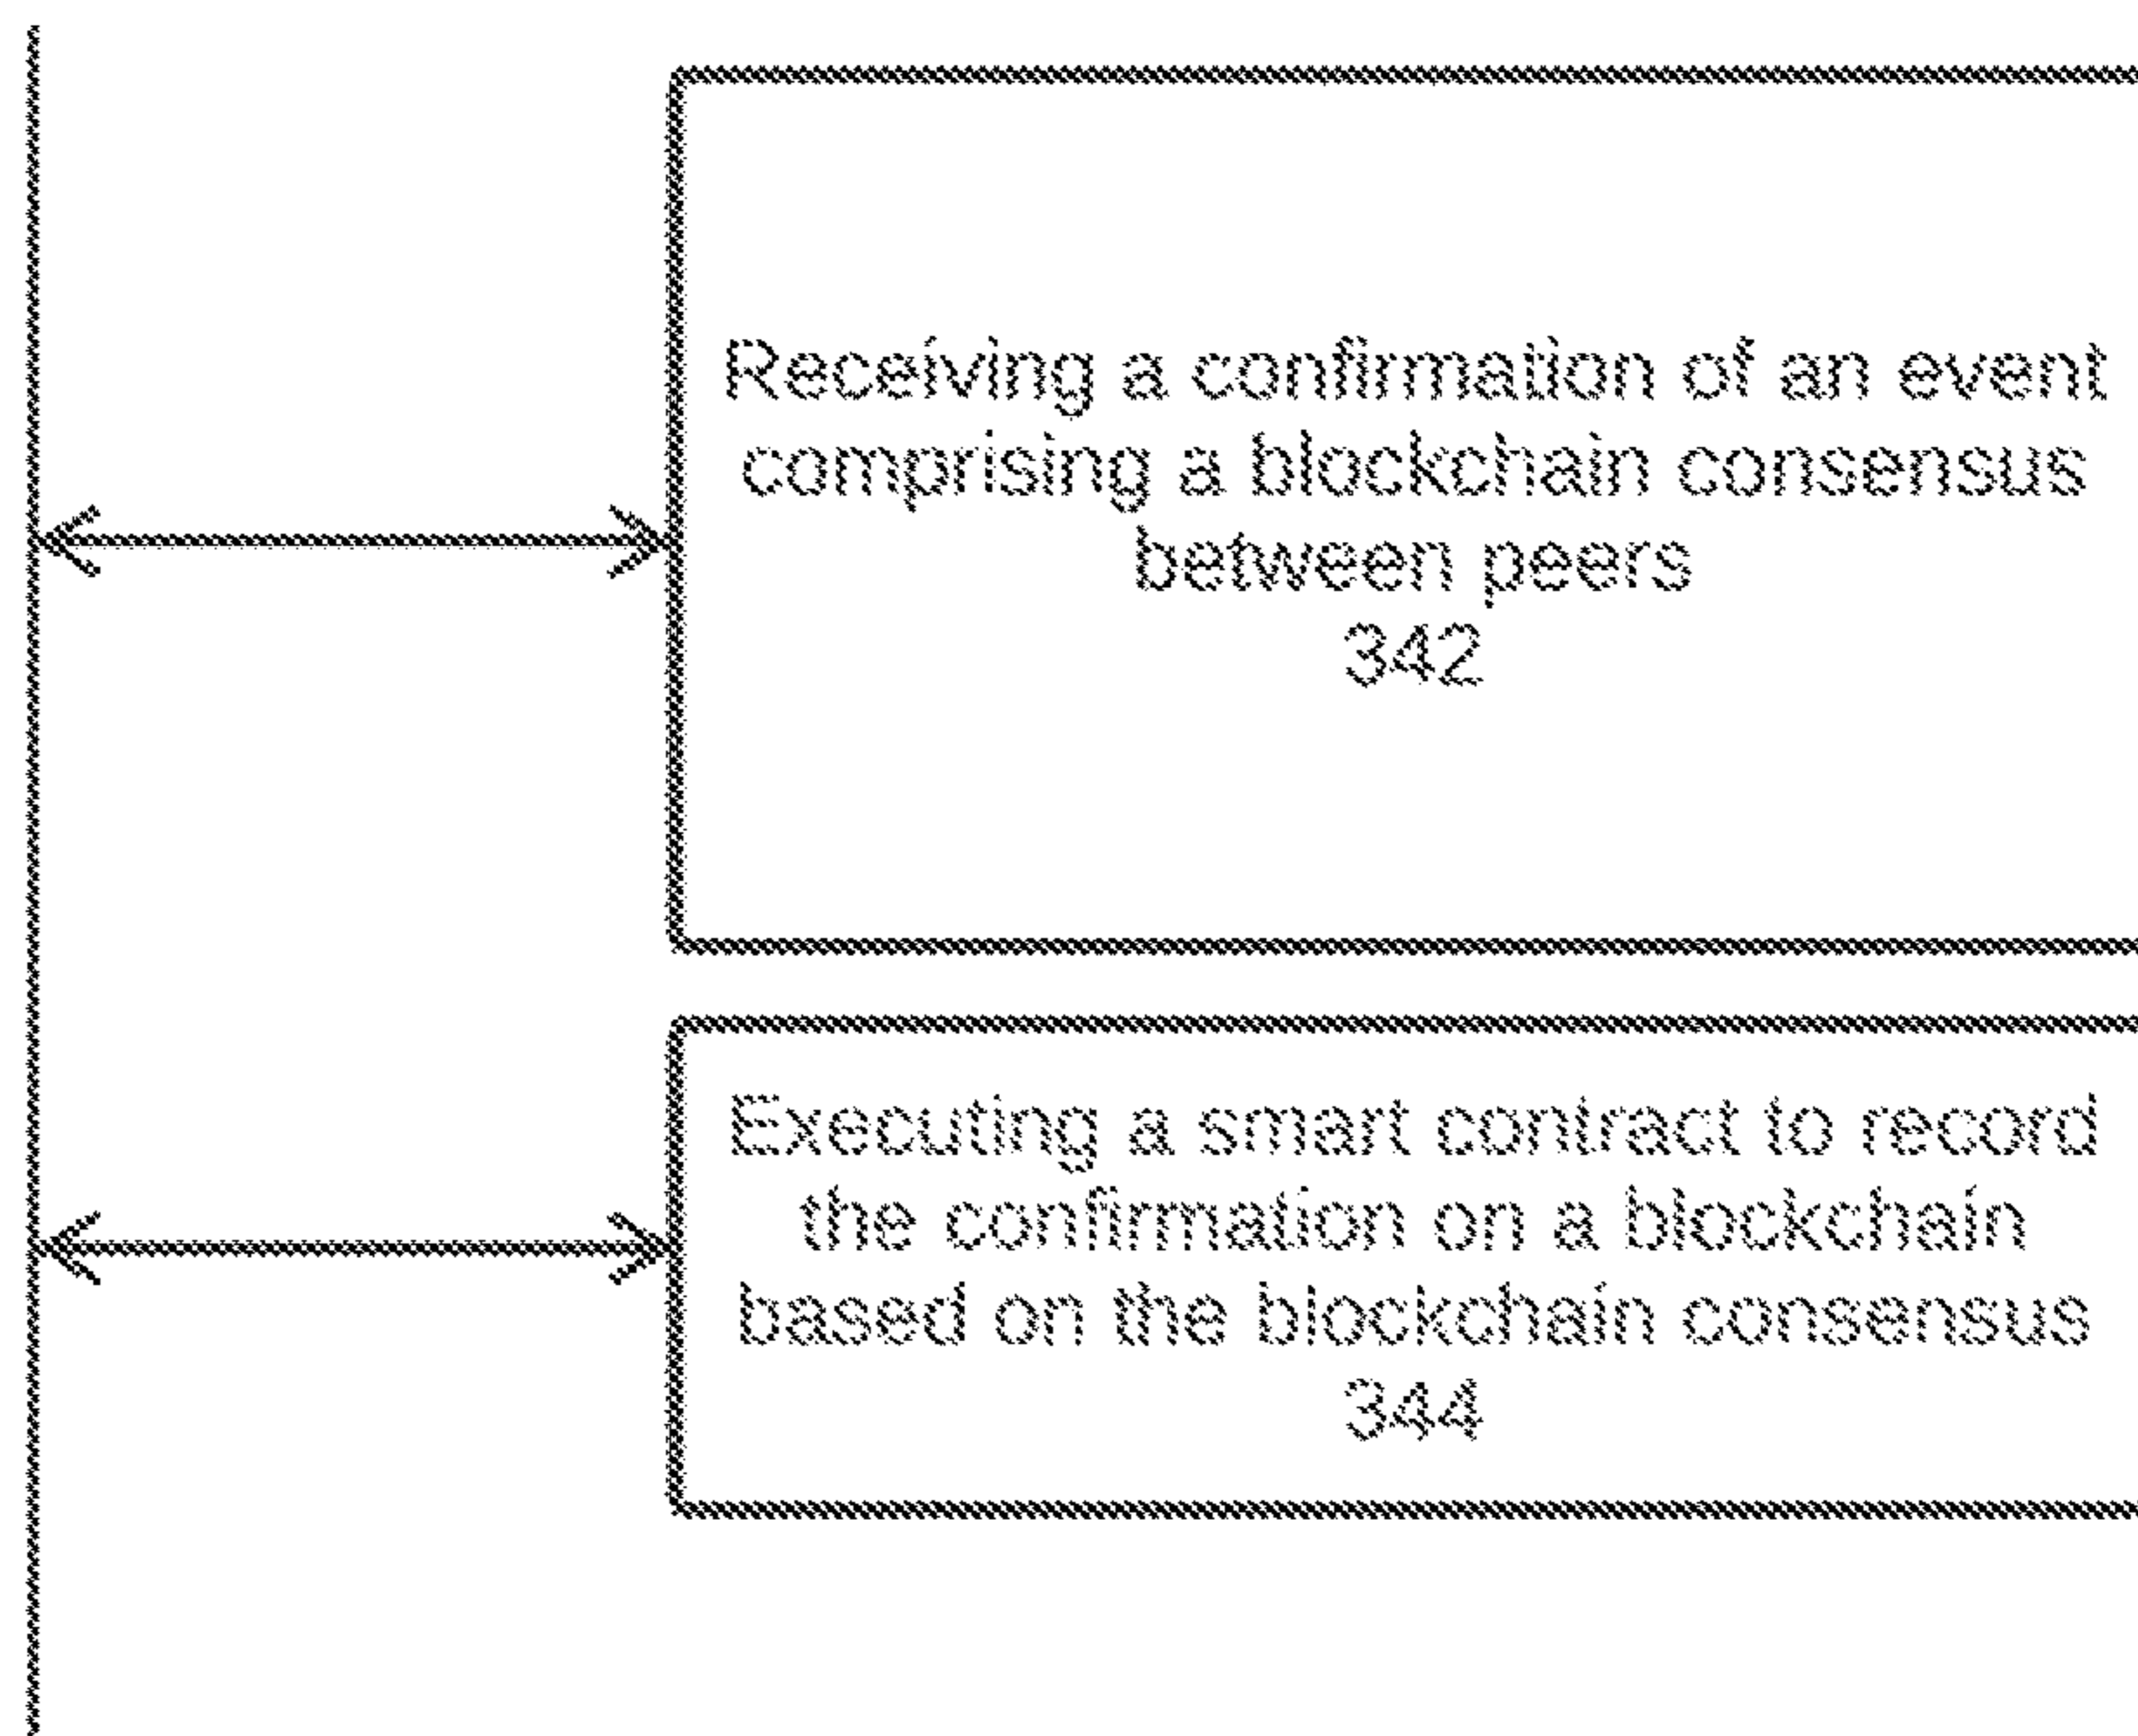 Receiving a confirmation of an event
comprising a blockchain consensus
between peers
342
Executing a smart contract to record
the confirmation on a blockchain
based on the blockchain consensus
344